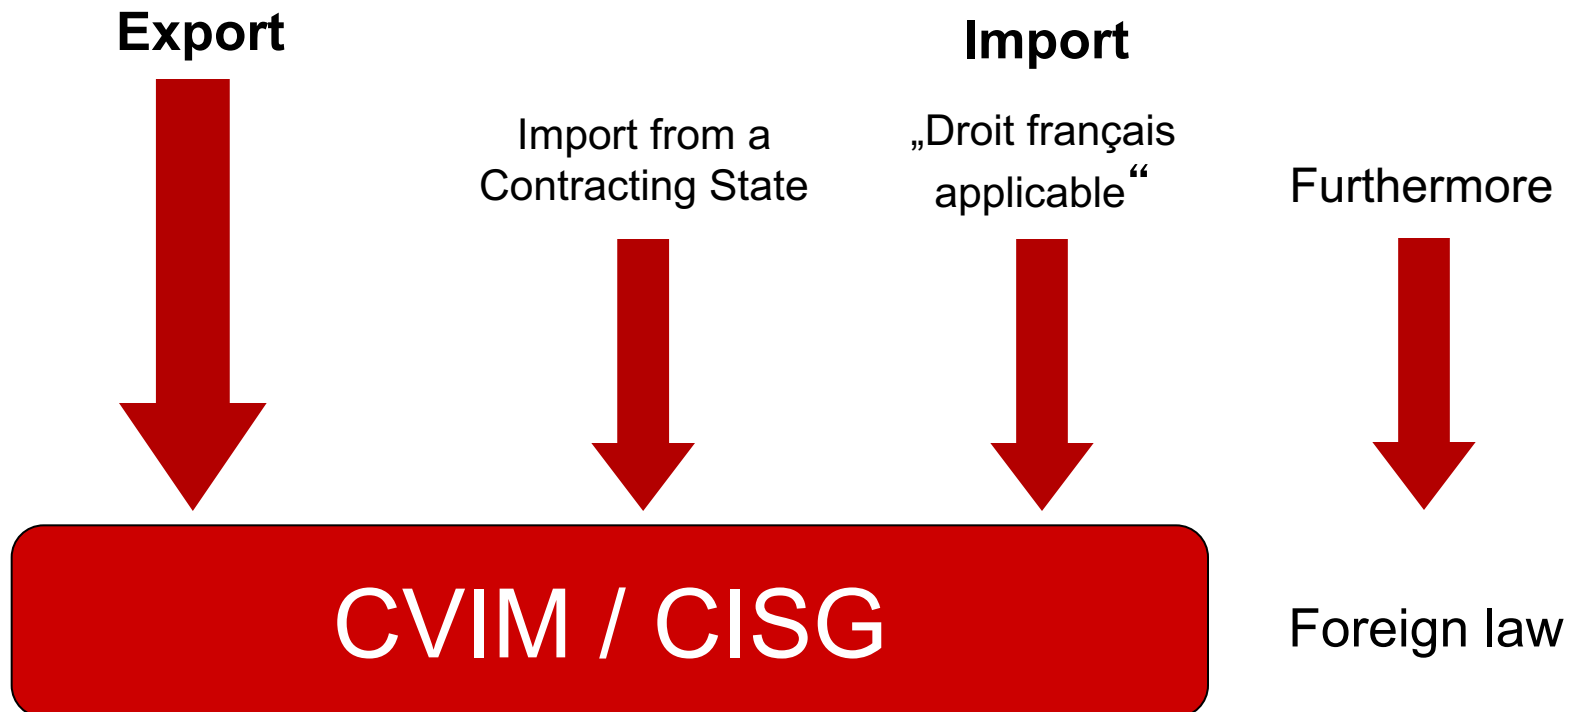 Export
Import
Import from a
Contracting State
„Droit français
applicable“
Furthermore
CVIM / CISG
Foreign law